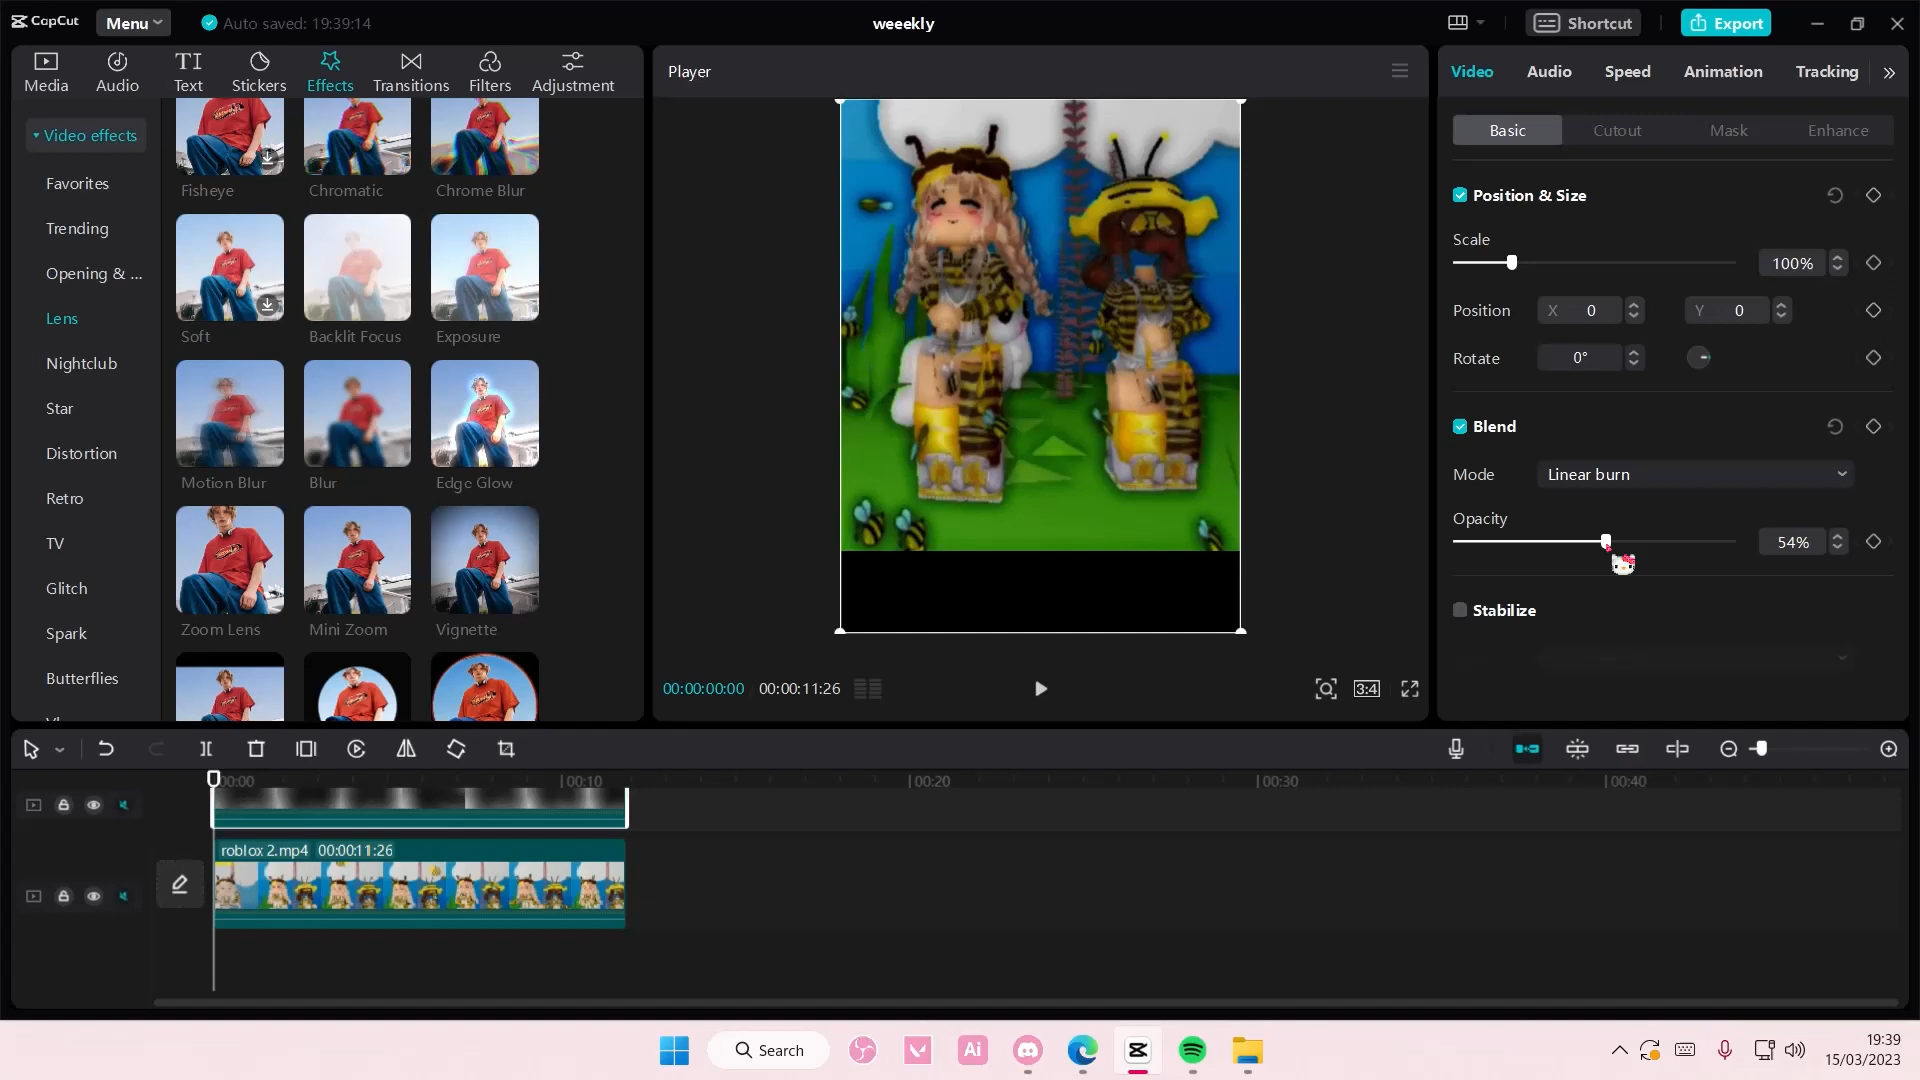 CapCut
Menu
Auto saved: 19:39:14
weeekly
Shortcut
Export
Media
Audio
Text
Stickers
Effects
Transitions
Filters
Adjustment
Player
Video
Audio
Speed
Animation
Tracking
Video effects
Favorites
Trending
Opening & ...
Lens
Nightclub
Star
Distortion
Retro
TV
Glitch
Spark
Butterflies
Fisheye
Chromatic
Chrome Blur
Soft
Backlit Focus
Exposure
Motion Blur
Blur
Edge Glow
Zoom Lens
Mini Zoom
Vignette
Basic
Cutout
Mask
Enhance
Position & Size
Scale
100%
Position
X 0
Y 0
Rotate
0°
Blend
Mode
Linear burn
Opacity
54%
Stabilize
00:00:00:00
00:00:11:26
3:4
00:00
00:10
00:20
00:30
00:40
roblox 2.mp4 00:00:11:26
Search
Ai
19:39
15/03/2023